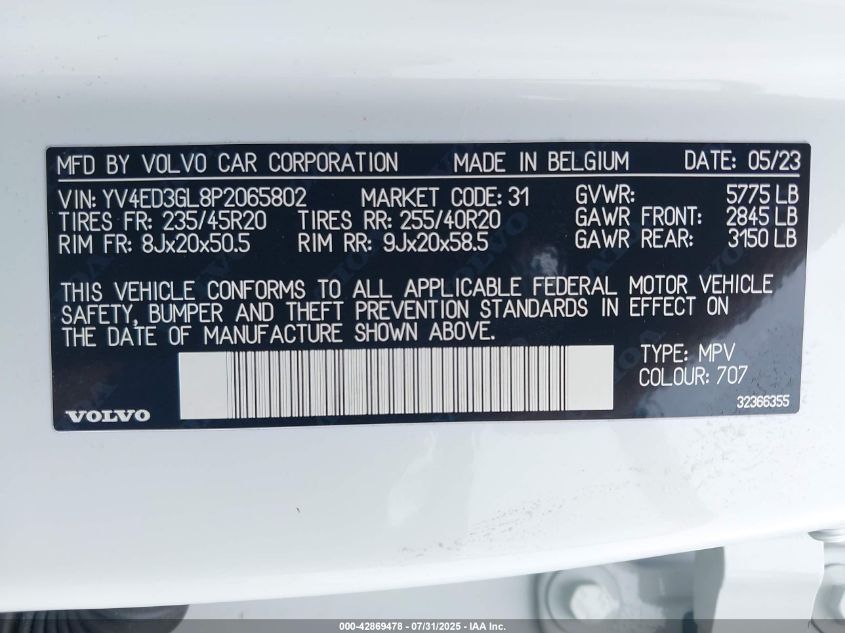 MFD BY VOLVO CAR CORPORATION MADE IN BELGIUM DATE: 05/23
VIN: YV4ED3GL8P2065802 MARKET CODE: 31 GVWR: 5775 LB
TIRES FR: 235/45R20 TIRES RR: 255/40R20 GAWR FRONT: 2845 LB
RIM FR: 8Jx20x50.5 RIM RR: 9Jx20x58.5 GAWR REAR: 3150 LB
THIS VEHICLE CONFORMS TO ALL APPLICABLE FEDERAL MOTOR VEHICLE
SAFETY, BUMPER AND THEFT PREVENTION STANDARDS IN EFFECT ON
THE DATE OF MANUFACTURE SHOWN ABOVE.
TYPE: MPV
COLOUR: 707
VOLVO 32366355
000-42869478 - 07/31/2025 - IAA Inc.